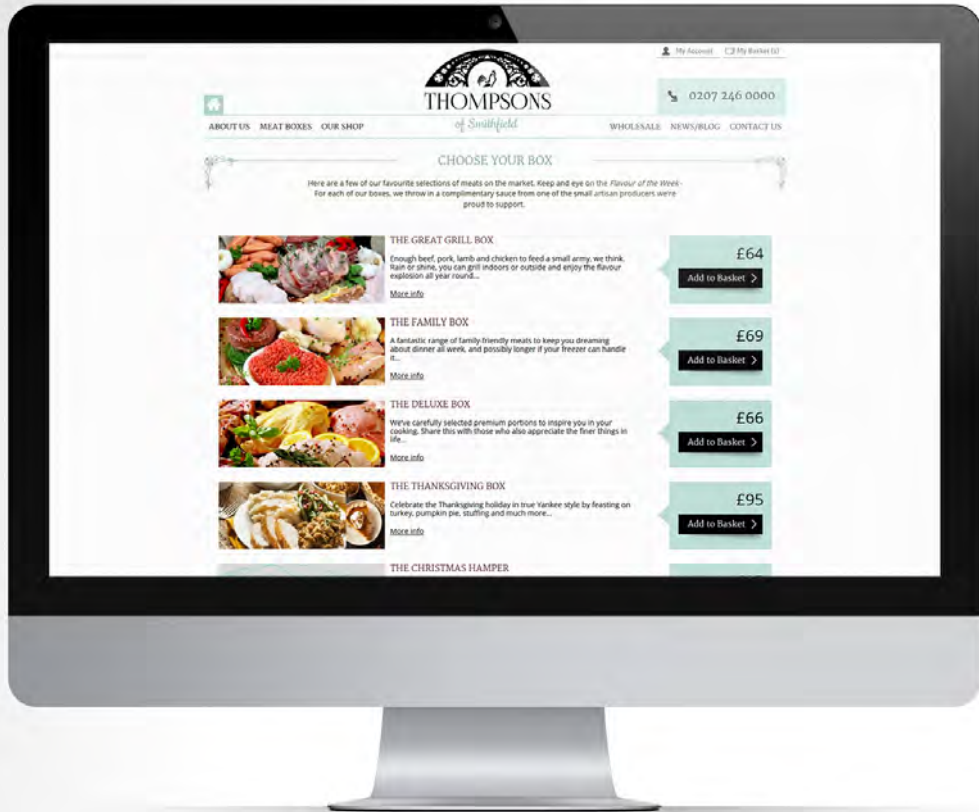 My Account My Basket (2)
THOMPSONS
of Smithfield
0207 246 0000
ABOUT US MEAT BOXES OUR SHOP WHOLESALE NEWS/BLOG CONTACT US
CHOOSE YOUR BOX
Here are a few of our favourite selections of meats on the market. Keep and eye on the Flavour of the Week -
For each of our boxes, we throw in a complimentary sauce from one of the small artisan producers we're
proud to support.
THE GREAT GRILL BOX
Enough beef, pork, lamb and chicken to feed a small army, we think.
Rain or shine, you can grill indoors or outside and enjoy the flavour
explosion all year round...
More info
£64
Add to Basket
THE FAMILY BOX
A fantastic range of family friendly meats to keep you dreaming
about dinner all week, and possibly longer if your freezer can handle
it...
More info
£69
Add to Basket
THE DELUXE BOX
We've carefully selected premium portions to inspire you in your
cooking. Share this with those who also appreciate the finer things in
life...
More info
£66
Add to Basket
THE THANKSGIVING BOX
Celebrate the Thanksgiving holiday in true Yankee style by feasting on
turkey, pumpkin pie, stuffing and much more...
More info
£95
Add to Basket
THE CHRISTMAS HAMPER